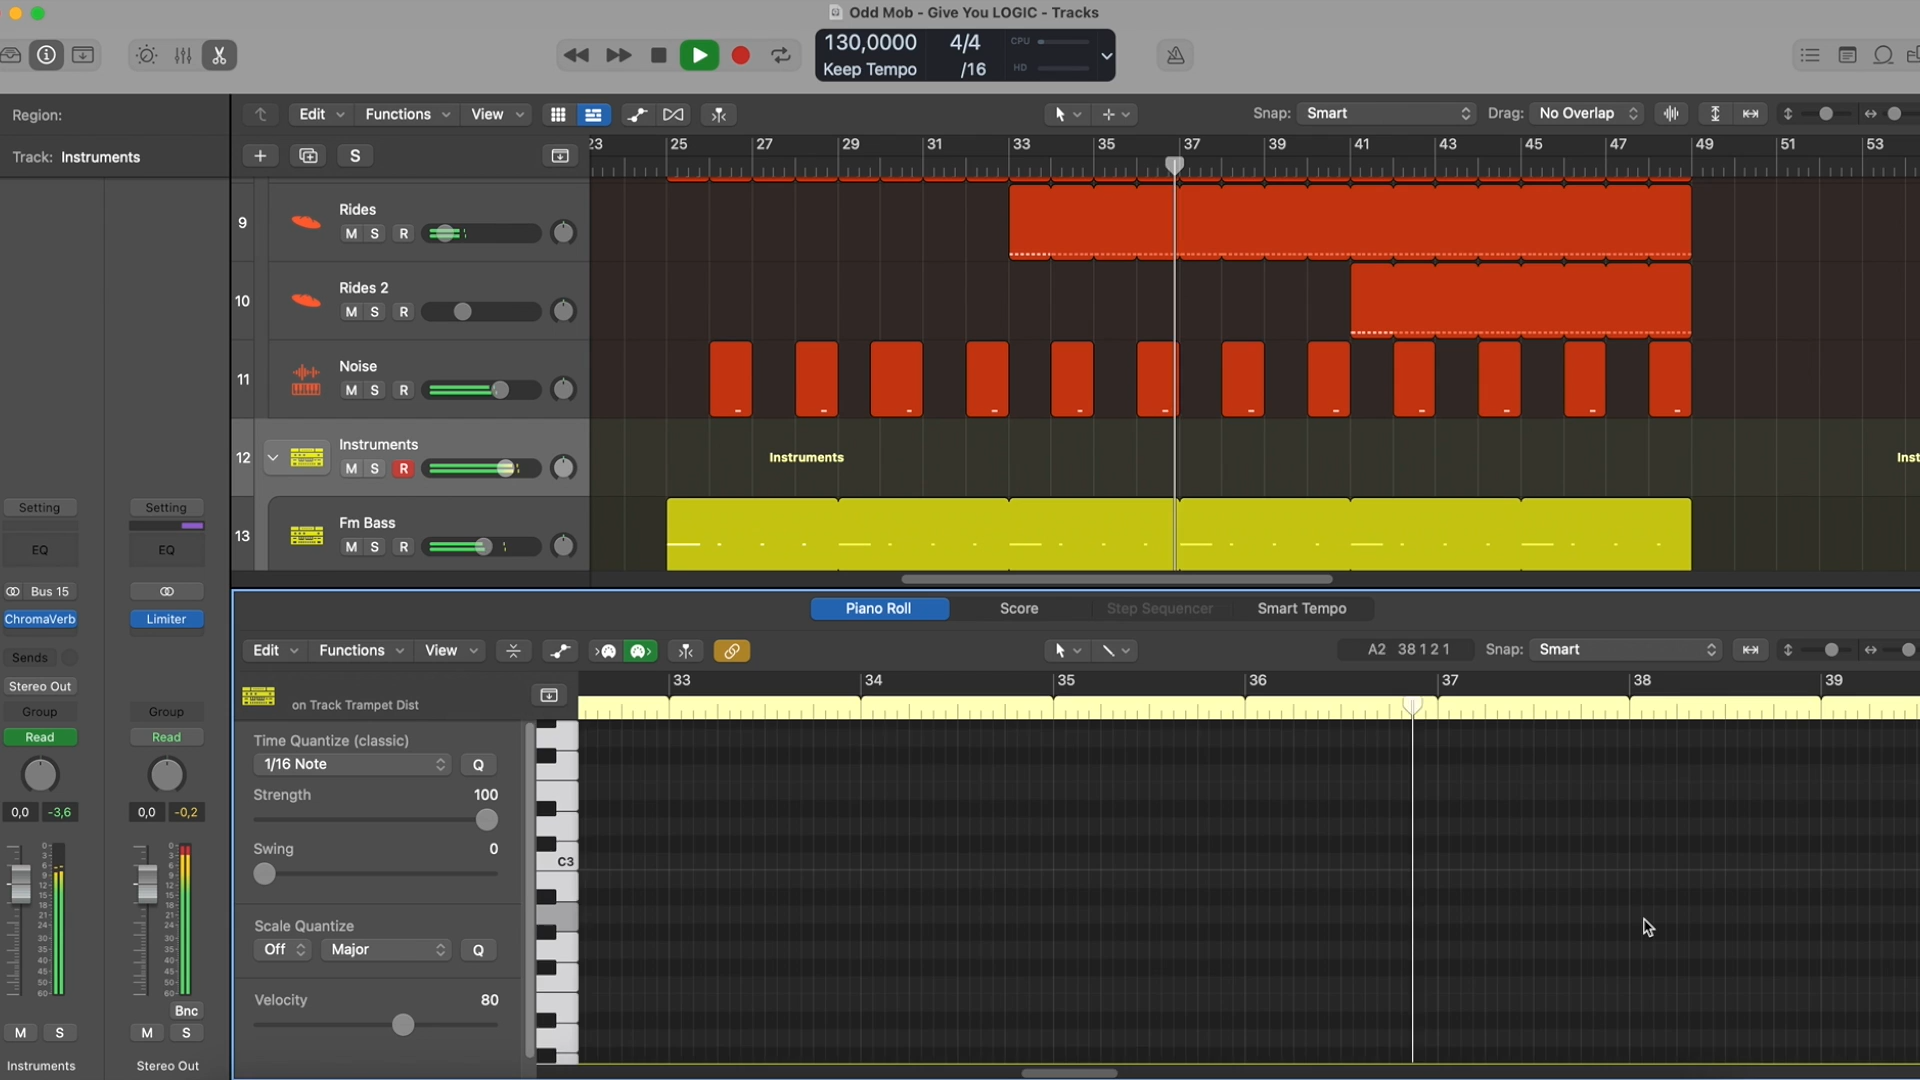 Odd Mob - Give You LOGIC - Tracks
130,0000 4/4 CPU
Keep Tempo /16 HD
Region:
Edit Functions View Snap: Smart Drag: No Overlap
Track: Instruments
S
23 25 27 29 31 33 35 37 39 41 43 45 47 49 51 53
9 Rides
M S R
10 Rides 2
M S R
11 Noise
M S R
12 Instruments
M S R
Instruments
Inst
13 Fm Bass
M S R
Setting Setting
EQ EQ
Bus 15
ChromaVerb Limiter
Sends
Stereo Out
Group Group
Read Read
0,0 -3,6 0,0 -0,2
Bnc
M S M S
Instruments Stereo Out
Piano Roll Score Step Sequencer Smart Tempo
Edit Functions View A2 38 1 2 1 Snap: Smart
33 34 35 36 37 38 39
on Track Trampet Dist
Time Quantize (classic)
1/16 Note Q
Strength 100
Swing 0
C3
Scale Quantize
Off Major Q
Velocity 80